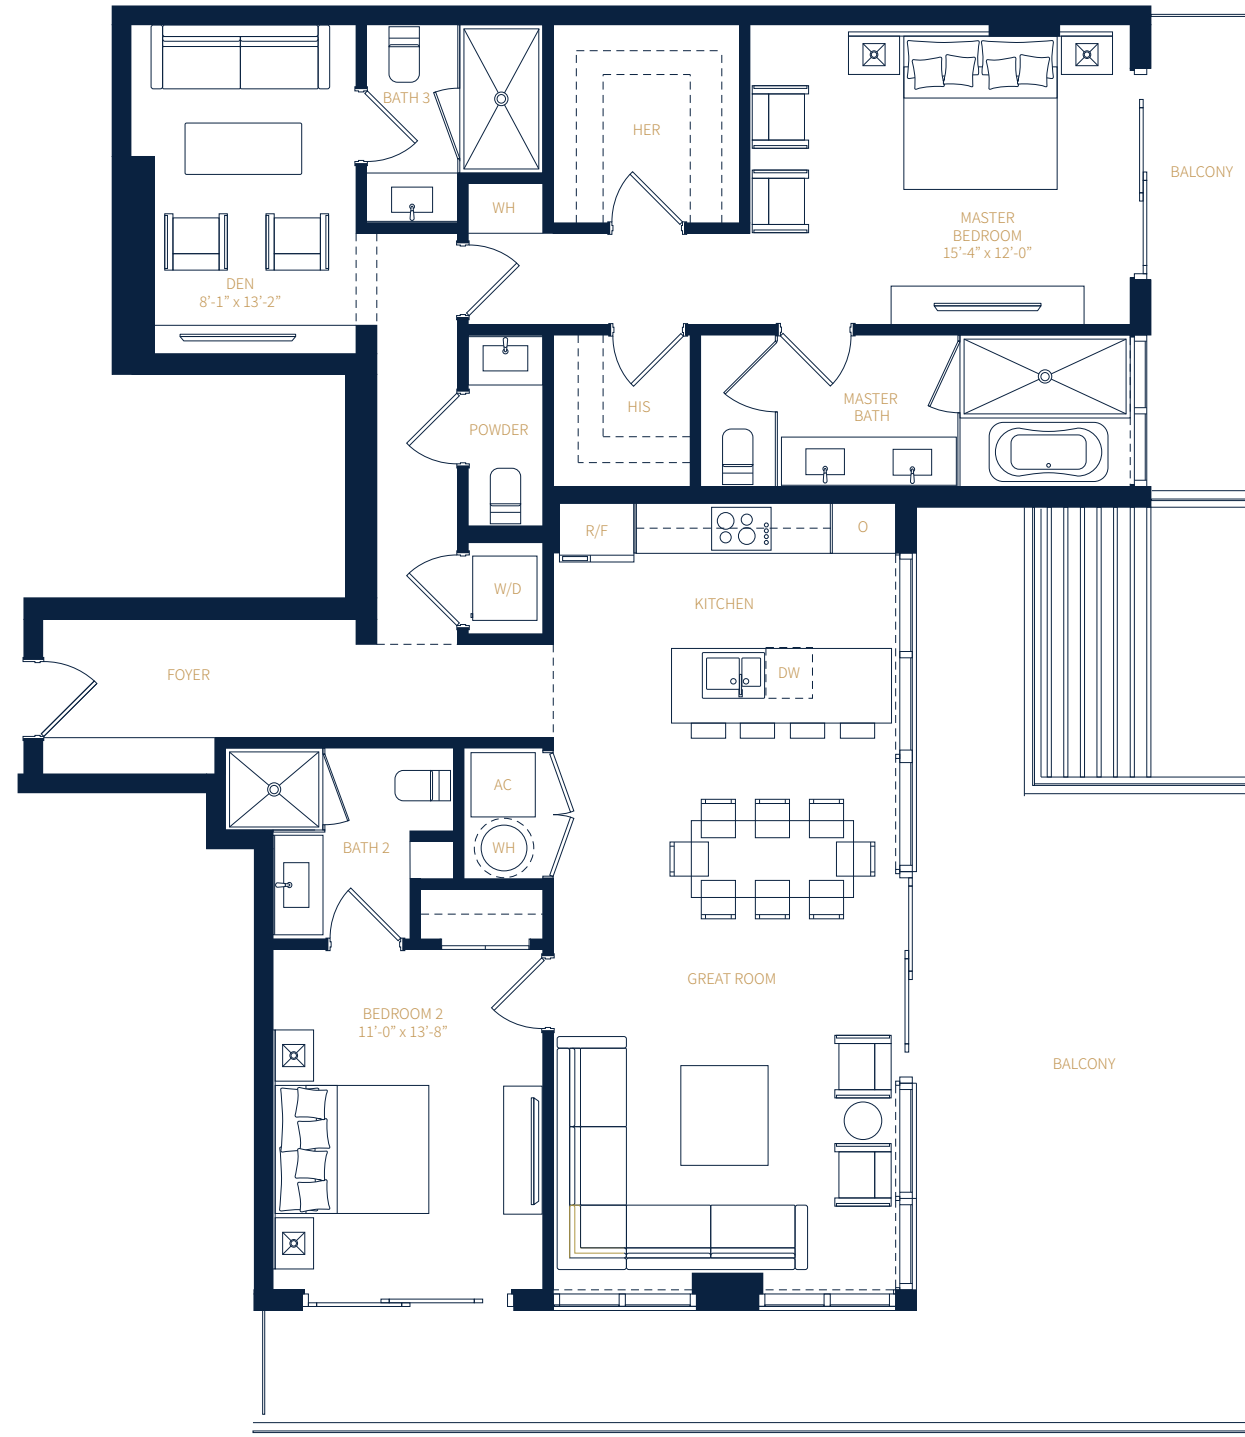 BATH 3
HER
BALCONY
WH
MASTER
BEDROOM
15’-4” x 12’-0”
DEN
8’-1” x 13’-2”
HIS
MASTER
BATH
POWDER
R/F
O
W/D
KITCHEN
FOYER
DW
AC
BATH 2
WH
GREAT ROOM
BEDROOM 2
11’-0” x 13’-8”
BALCONY